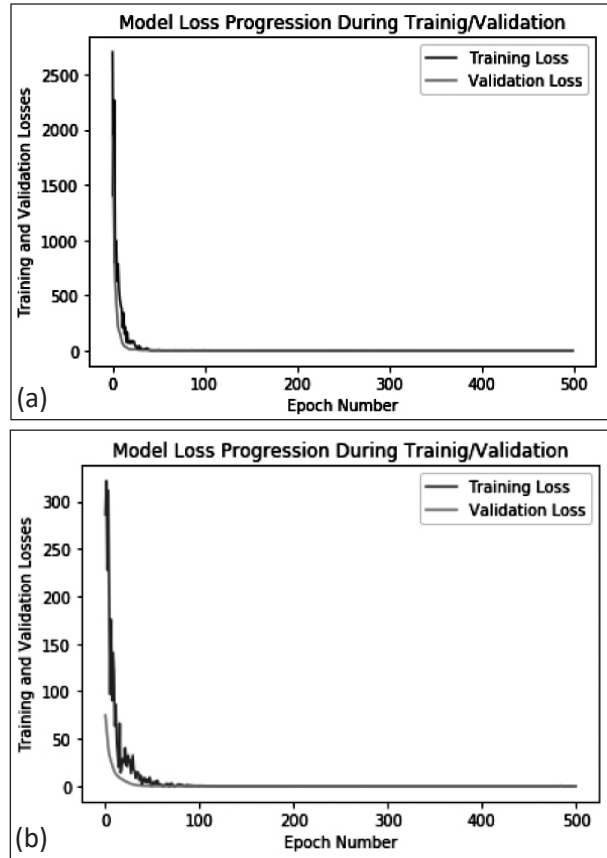 Model Loss Progression During Trainig/Validation
Training Loss
Validation Loss
Training and Validation Losses
2500
2000
1500
1000
500
0
0 100 200 300 400 500
Epoch Number
(a)
Model Loss Progression During Trainig/Validation
Training Loss
Validation Loss
Training and Validation Losses
300
250
200
150
100
50
0
0 100 200 300 400 500
Epoch Number
(b)